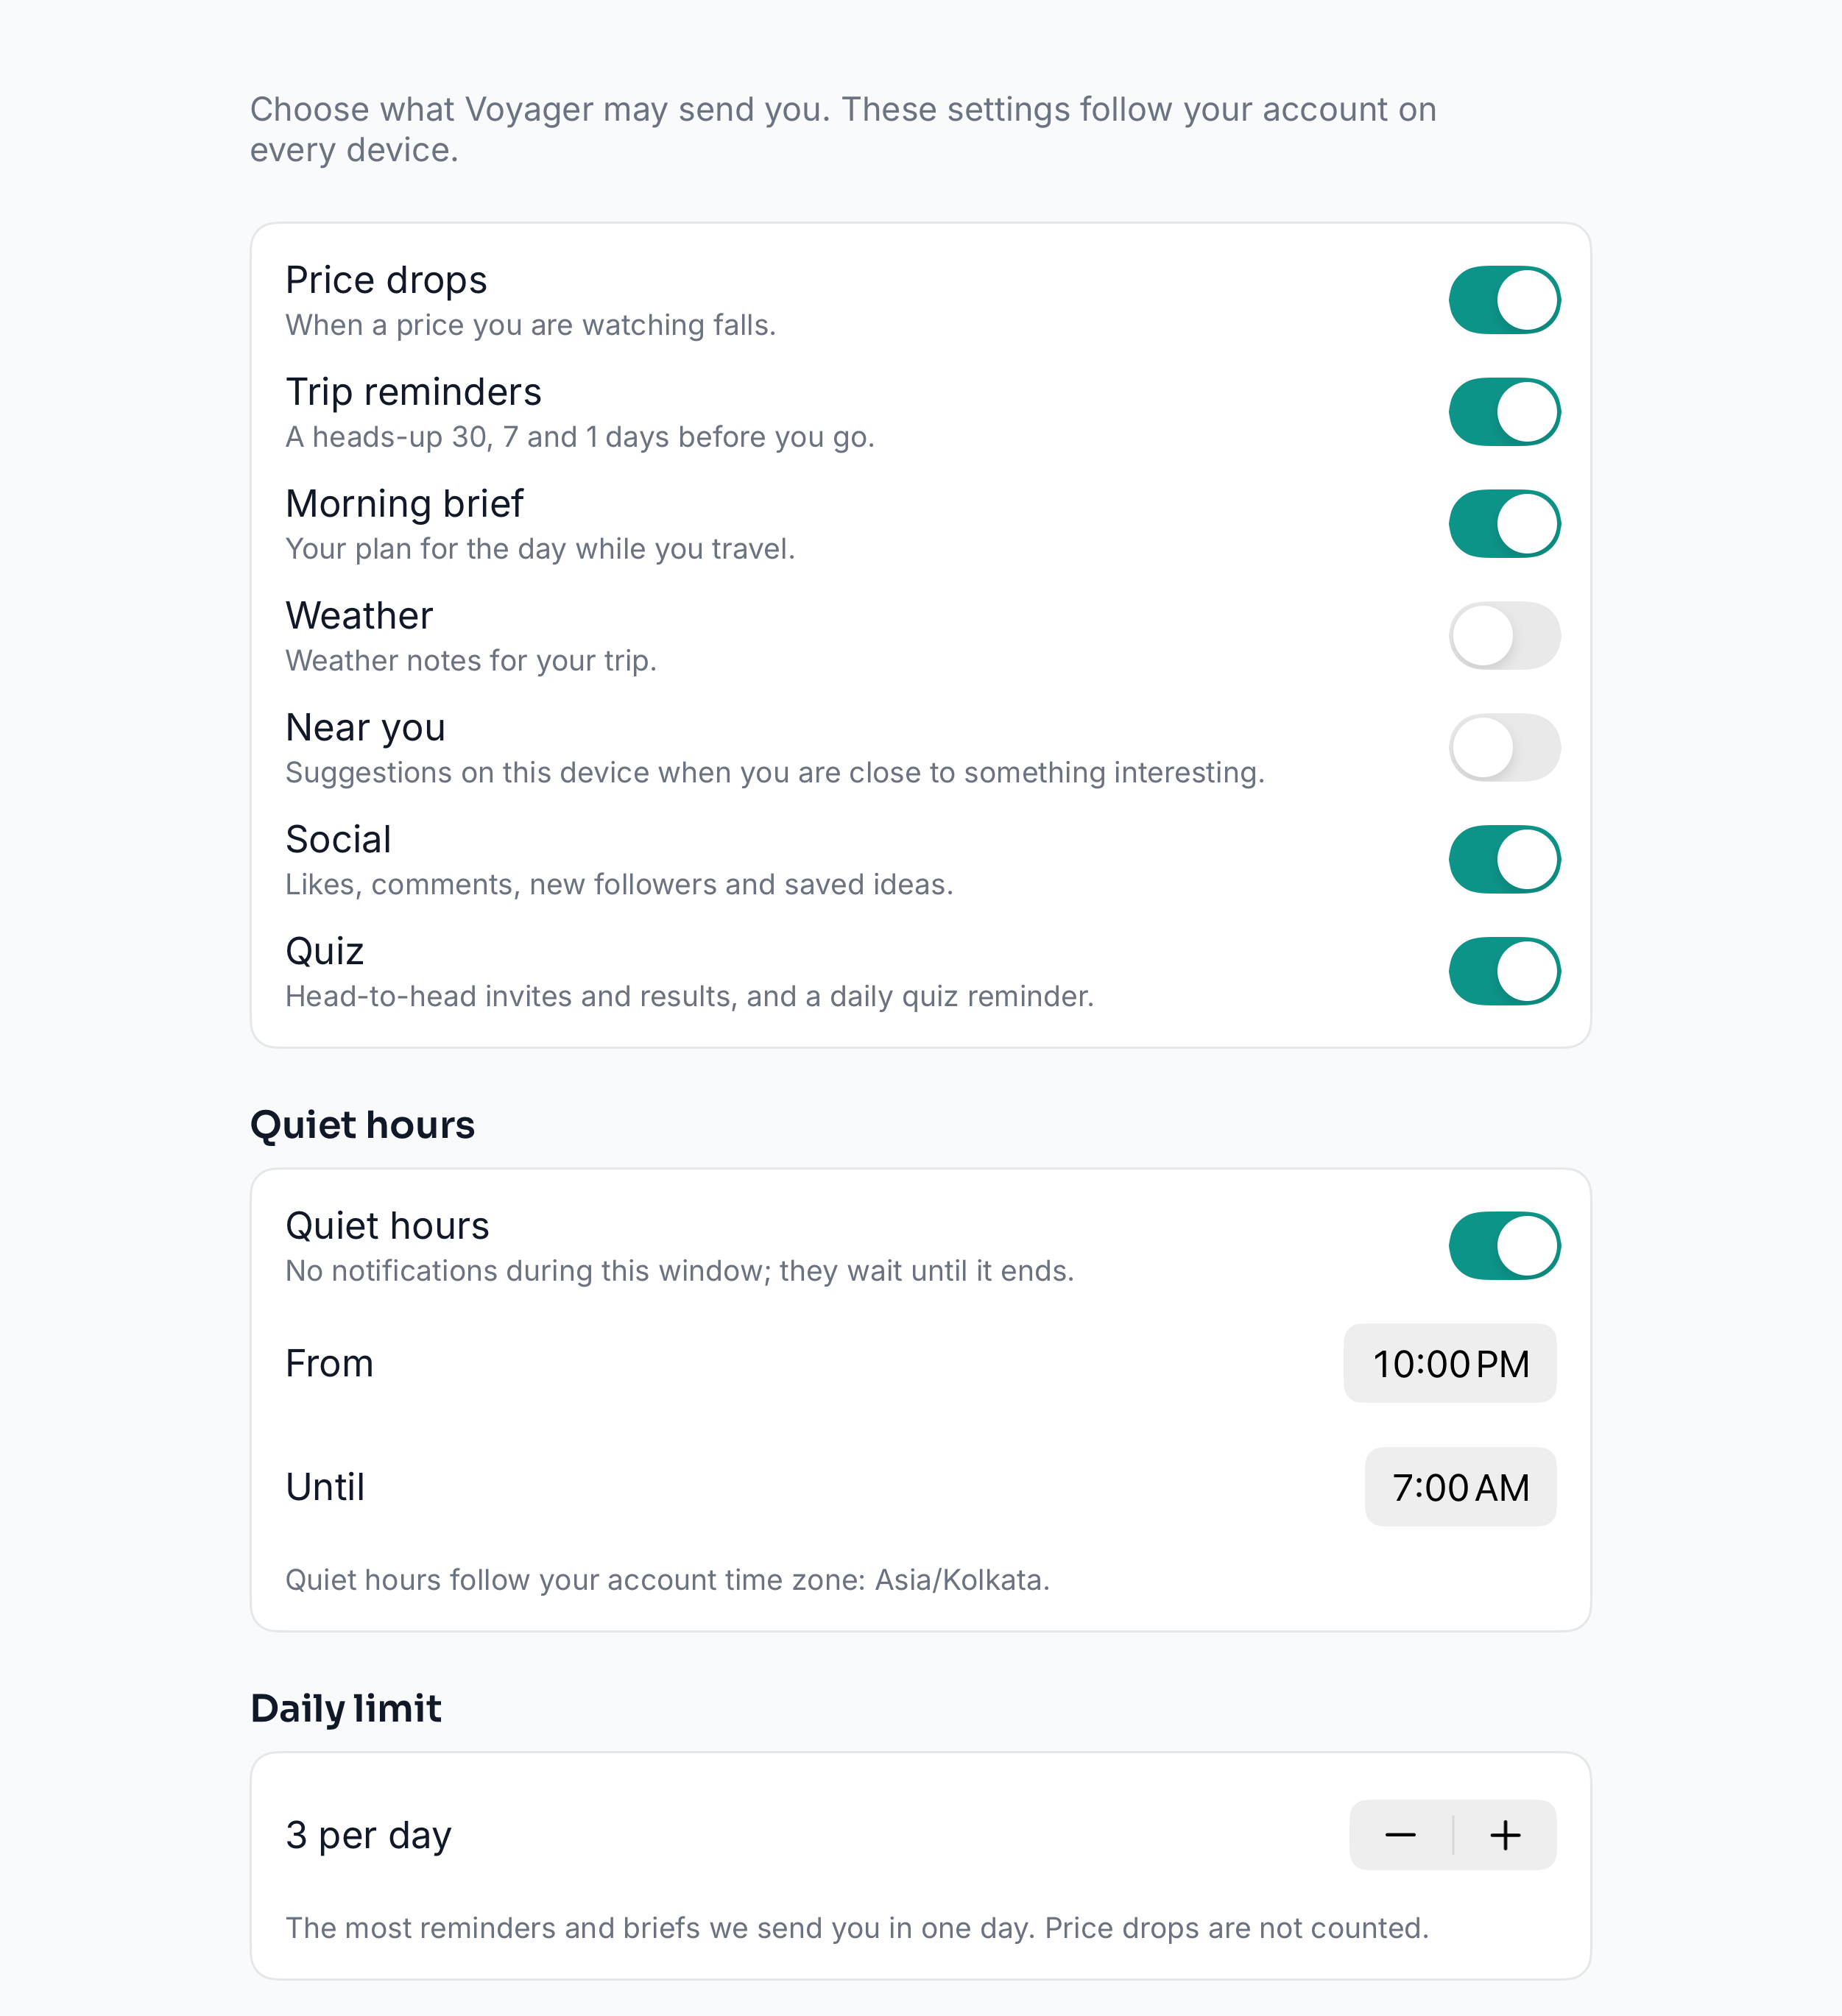 Choose what Voyager may send you. These settings follow your account on
every device.
Price drops
When a price you are watching falls.
Trip reminders
A heads-up 30, 7 and 1 days before you go.
Morning brief
Your plan for the day while you travel.
Weather
Weather notes for your trip.
Near you
Suggestions on this device when you are close to something interesting.
Social
Likes, comments, new followers and saved ideas.
Quiz
Head-to-head invites and results, and a daily quiz reminder.
Quiet hours
Quiet hours
No notifications during this window; they wait until it ends.
From
10:00 PM
Until
7:00 AM
Quiet hours follow your account time zone: Asia/Kolkata.
Daily limit
3 per day
The most reminders and briefs we send you in one day. Price drops are not counted.